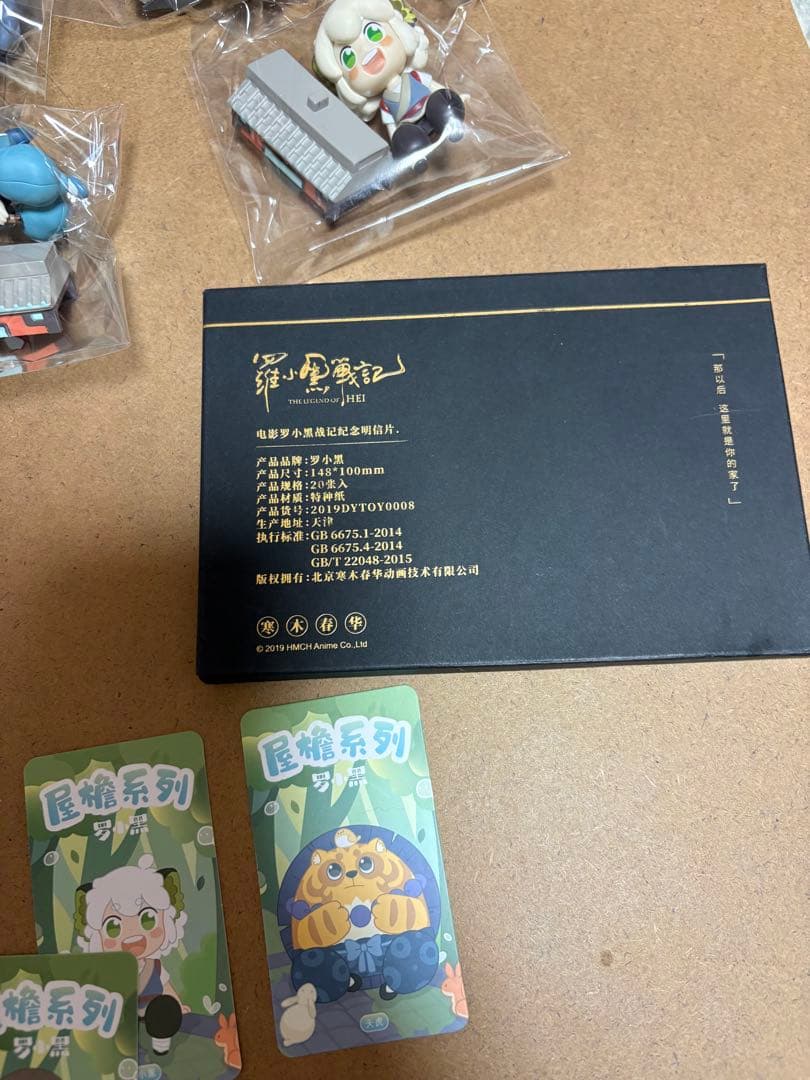 羅小黑戰記
THE LEGEND OF HEI
电影罗小黑战记纪念明信片.
产品品牌:罗小黑
产品尺寸:148*100mm
产品规格:20张入
产品材质:特种纸
产品货号:2019DYTOY0008
生产地址:天津
执行标准:GB 6675.1-2014
GB 6675.4-2014
GB/T 22048-2015
版权拥有:北京寒木春华动画技术有限公司
寒木春华
© 2019 HMCH Anime Co.,Ltd
「那以后 这里就是你的家了」
屋檐系列
罗小黑
天虎
屋檐系列
罗小黑
檐系列
罗小黑